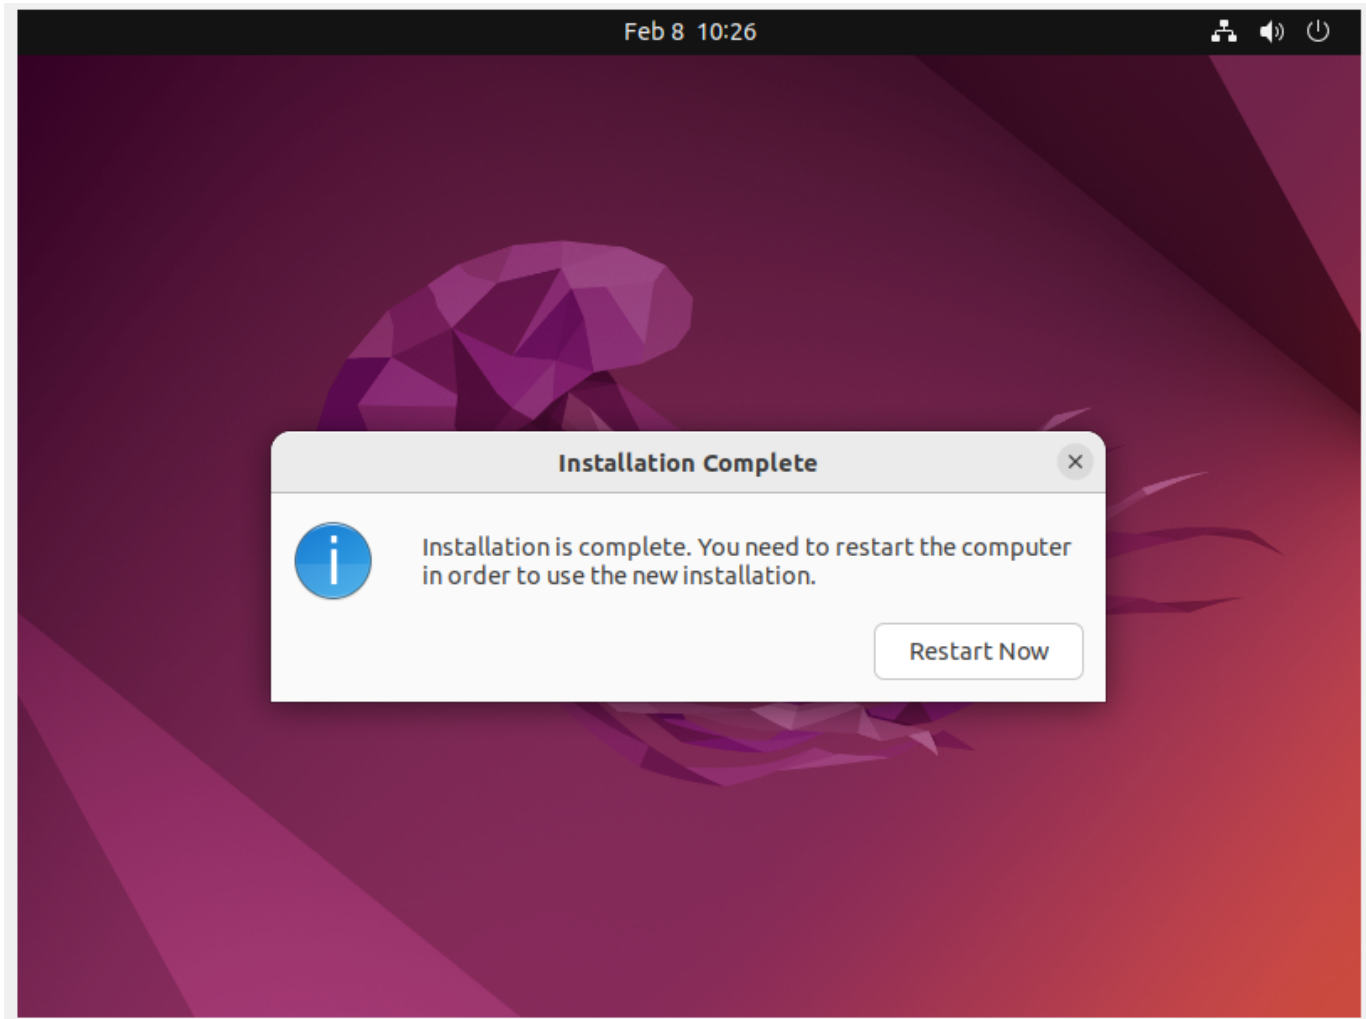 Feb 8 10:26
Installation Complete
Installation is complete. You need to restart the computer
in order to use the new installation.
Restart Now